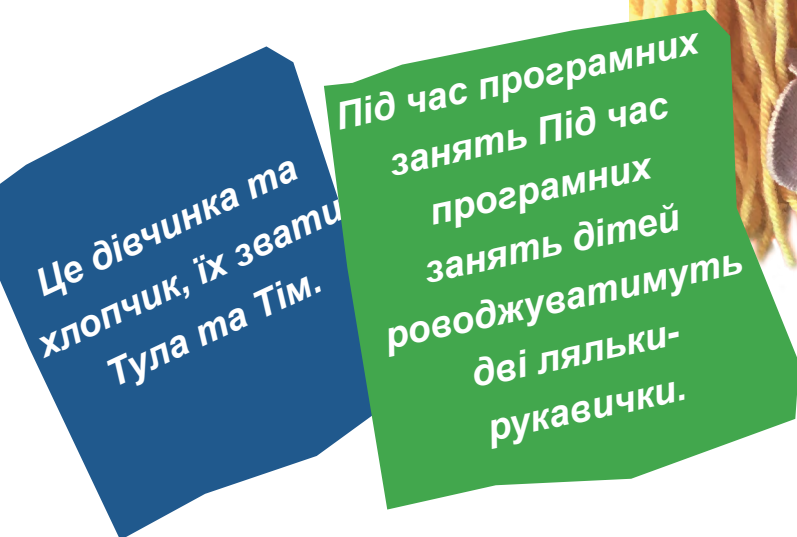 Це дівчинка та
хлопчик, їх звати
Тула та Тім.
Під час програмних
занять Під час
програмних
занять дітей
роводжуватимуть
дві ляльки-
рукавички.